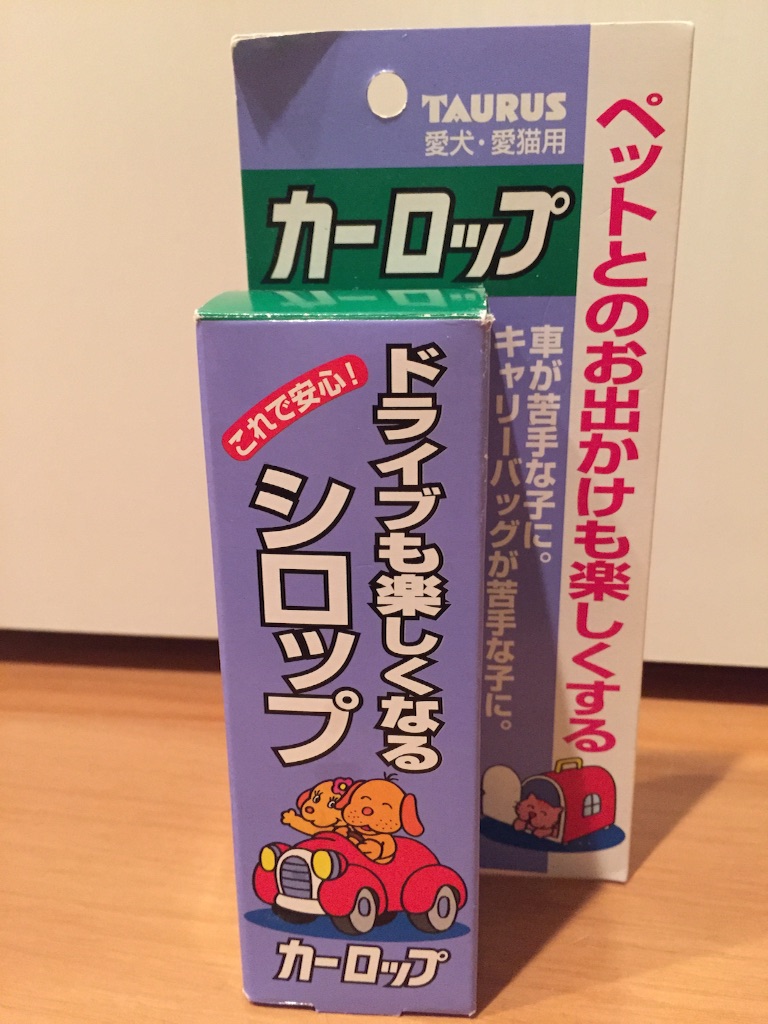 TAURUS
愛犬・愛猫用
カーロップ
ペットとのお出かけも楽しくする
車が苦手な子に。
キャリーバッグが苦手な子に。
これで安心！
ドライブも楽しくなる
シロップ
カーロップ